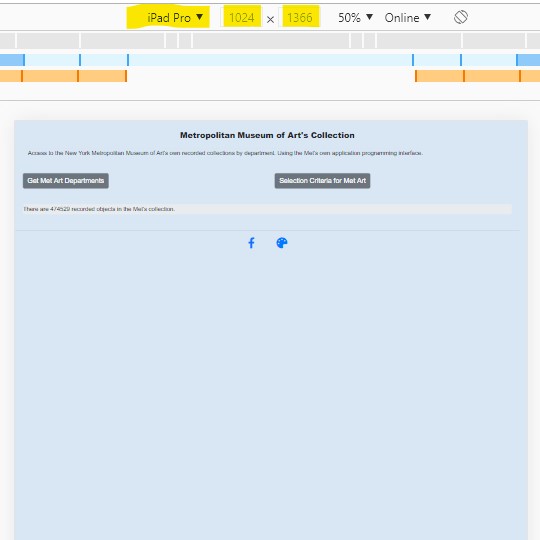 iPad Pro ▼ 1024 × 1366 50% ▼ Online ▼
Metropolitan Museum of Art's Collection
Access to the New York Metropolitan Museum of Art's own recorded collections by department. Using the Met's own application programming interface.
Get Met Art Departments Selection Criteria for Met Art
There are 474529 recorded objects in the Met's collection.